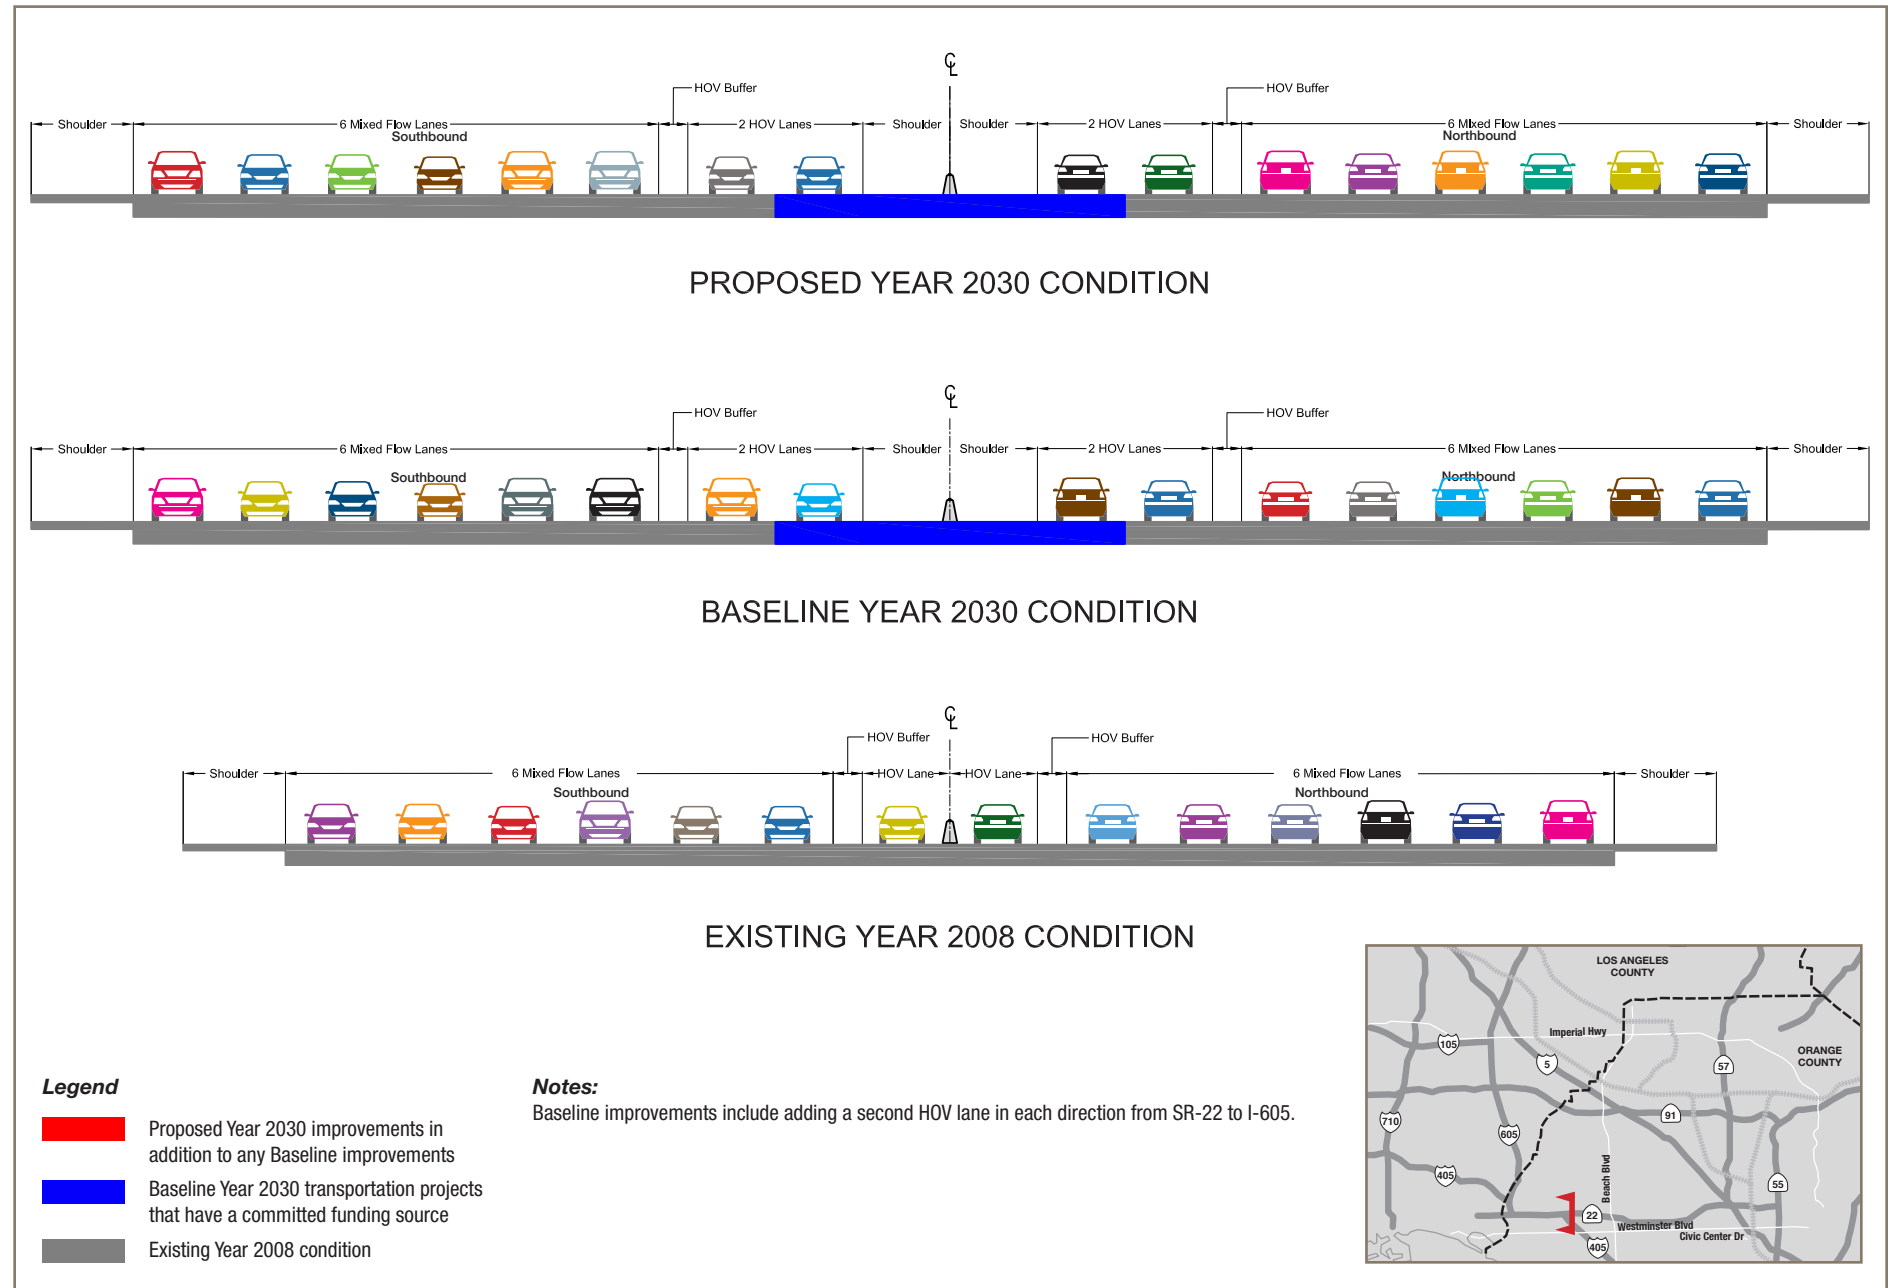 HOV Buffer
HOV Buffer
Shoulder
6 Mixed Flow Lanes
2 HOV Lanes
Shoulder
Shoulder
2 HOV Lanes
6 Mixed Flow Lanes
Shoulder
Southbound
Northbound
PROPOSED YEAR 2030 CONDITION
HOV Buffer
HOV Buffer
Shoulder
6 Mixed Flow Lanes
2 HOV Lanes
Shoulder
Shoulder
2 HOV Lanes
6 Mixed Flow Lanes
Shoulder
Southbound
Northbound
BASELINE YEAR 2030 CONDITION
HOV Buffer
HOV Buffer
Shoulder
6 Mixed Flow Lanes
HOV Lane
HOV Lane
6 Mixed Flow Lanes
Shoulder
Southbound
Northbound
EXISTING YEAR 2008 CONDITION
Legend
Proposed Year 2030 improvements in
addition to any Baseline improvements
Baseline Year 2030 transportation projects
that have a committed funding source
Existing Year 2008 condition
Notes:
Baseline improvements include adding a second HOV lane in each direction from SR-22 to I-605.
LOS ANGELES
COUNTY
Imperial Hwy
105
5
57
ORANGE
COUNTY
710
605
91
405
Beach Blvd
55
22
Westminster Blvd
Civic Center Dr
405